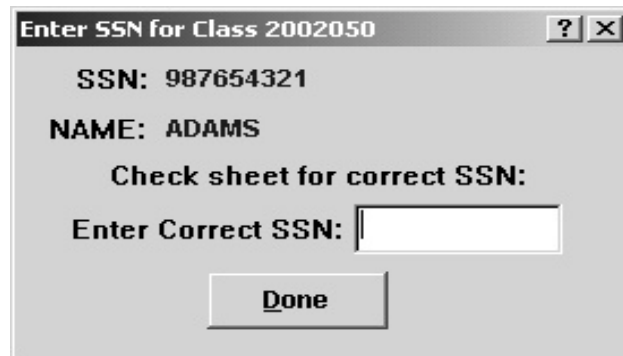 Enter SSN for Class 2002050
SSN: 987654321
NAME: ADAMS
Check sheet for correct SSN:
Enter Correct SSN:
Done